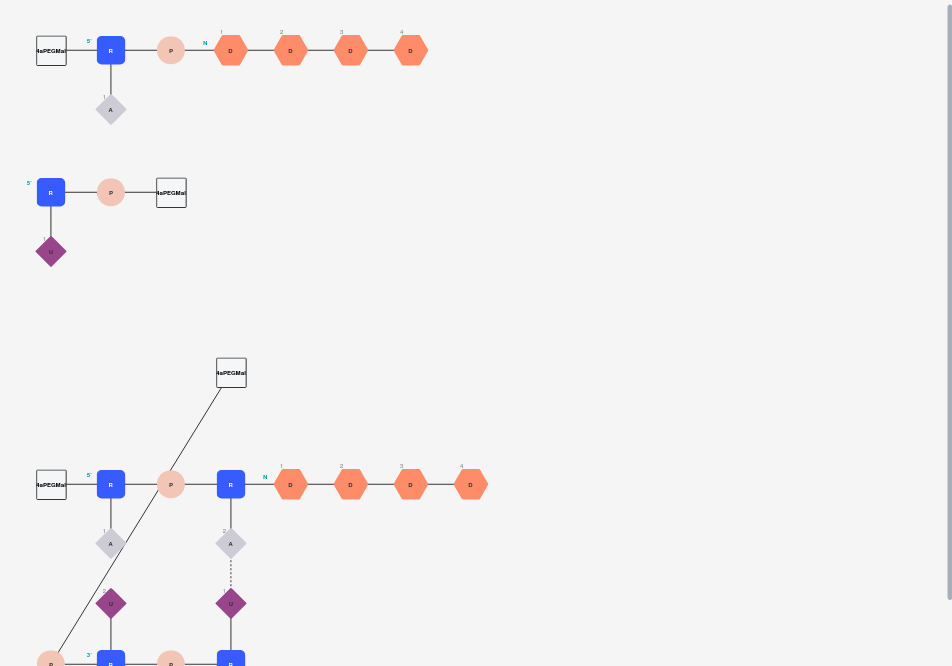 1 2 3 4
5' N
4aPEGMal R P D D D D
1
A
5'
R P 4aPEGMal
1
U
4aPEGMal
1 2 3 4
5' N
4aPEGMal R P R D D D D
1 2
A A
2 1
U U
3'
P R P R